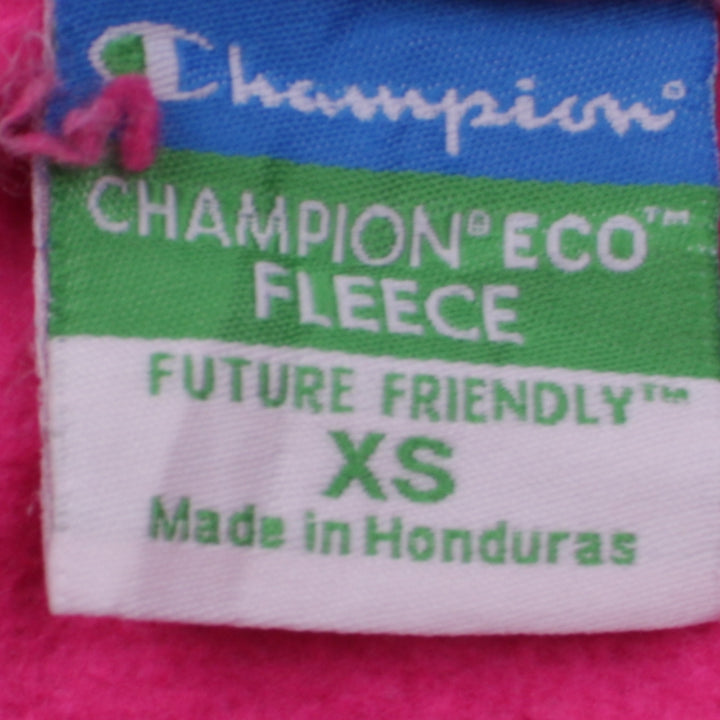 Champion®
CHAMPION® ECO™
FLEECE
FUTURE FRIENDLY™
XS
Made in Honduras